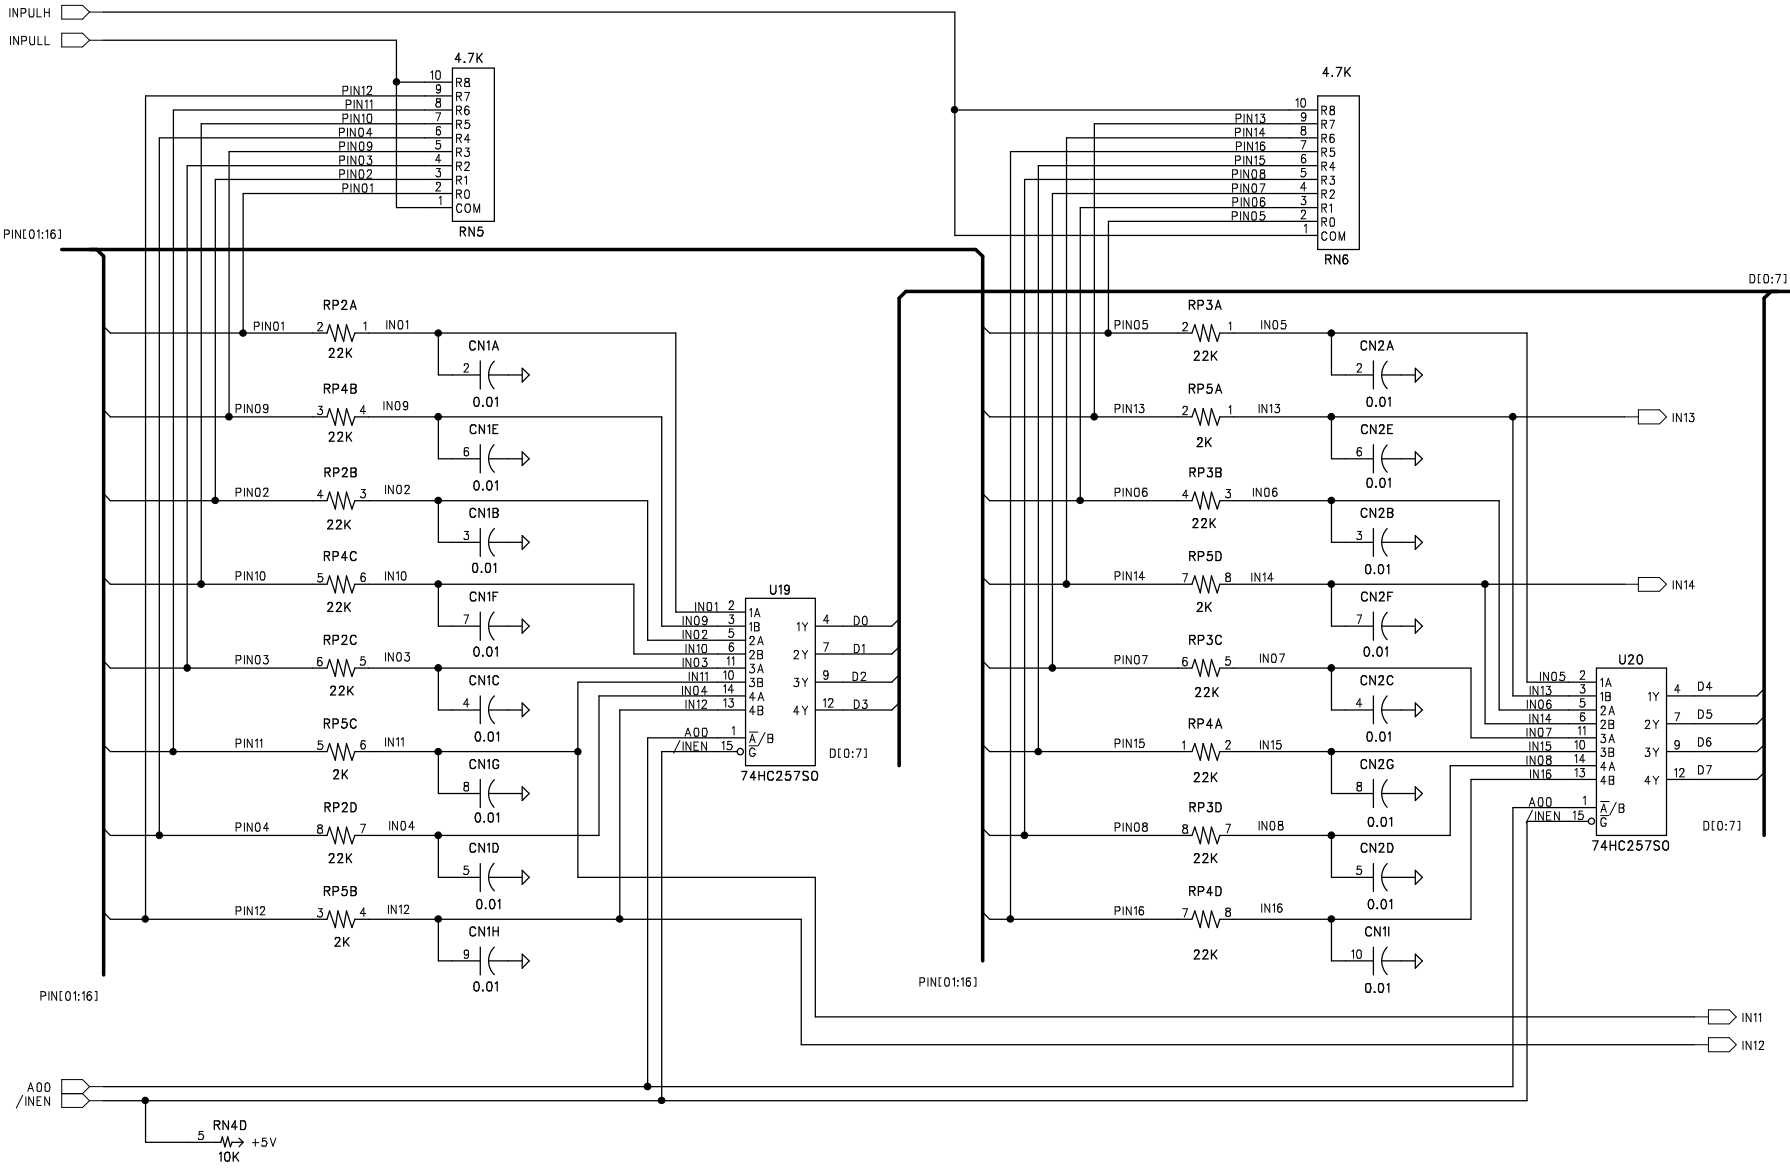 INPULH
INPULL
4.7K
10 R8
PIN12 9 R7
PIN11 8 R6
PIN10 7 R5
PIN04 6 R4
PIN09 5 R3
PIN03 4 R2
PIN02 3 R1
PIN01 2 R0
1 COM
RN5
4.7K
10 R8
PIN13 9 R7
PIN14 8 R6
PIN16 7 R5
PIN15 6 R4
PIN08 5 R3
PIN07 4 R2
PIN06 3 R1
PIN05 2 R0
1 COM
RN6
PIN[01:16]
D[0:7]
RP2A
PIN01 2 1 IN01
22K
CN1A
2
0.01
RP4B
PIN09 3 4 IN09
22K
CN1E
6
0.01
RP2B
PIN02 4 3 IN02
22K
CN1B
3
0.01
RP4C
PIN10 5 6 IN10
22K
CN1F
7
0.01
RP2C
PIN03 6 5 IN03
22K
CN1C
4
0.01
RP5C
PIN11 5 6 IN11
2K
CN1G
8
0.01
RP2D
PIN04 8 7 IN04
22K
CN1D
5
0.01
RP5B
PIN12 3 4 IN12
2K
CN1H
9
0.01
PIN[01:16]
U19
IN01 2 1A
IN09 3 1B 1Y 4 D0
IN02 5 2A
IN10 6 2B 2Y 7 D1
IN03 11 3A
IN11 10 3B 3Y 9 D2
IN04 14 4A
IN12 13 4B 4Y 12 D3
A00 1 A/B
/INEN 15 G
D[0:7]
74HC257SO
RP3A
PIN05 2 1 IN05
22K
CN2A
2
0.01
RP5A
PIN13 2 1 IN13
2K
CN2E
6
0.01
IN13
RP3B
PIN06 4 3 IN06
22K
CN2B
3
0.01
RP5D
PIN14 7 8 IN14
2K
CN2F
7
0.01
IN14
RP3C
PIN07 6 5 IN07
22K
CN2C
4
0.01
RP4A
PIN15 1 2 IN15
22K
CN2G
8
0.01
RP3D
PIN08 8 7 IN08
22K
CN2D
5
0.01
RP4D
PIN16 7 8 IN16
22K
CN1I
10
0.01
PIN[01:16]
U20
IN05 2 1A
IN13 3 1B 1Y 4 D4
IN06 5 2A
IN14 6 2B 2Y 7 D5
IN07 11 3A
IN15 10 3B 3Y 9 D6
IN08 14 4A
IN16 13 4B 4Y 12 D7
A00 1 A/B
/INEN 15 G
D[0:7]
74HC257SO
IN11
IN12
A00
/INEN
RN4D
5 +5V
10K